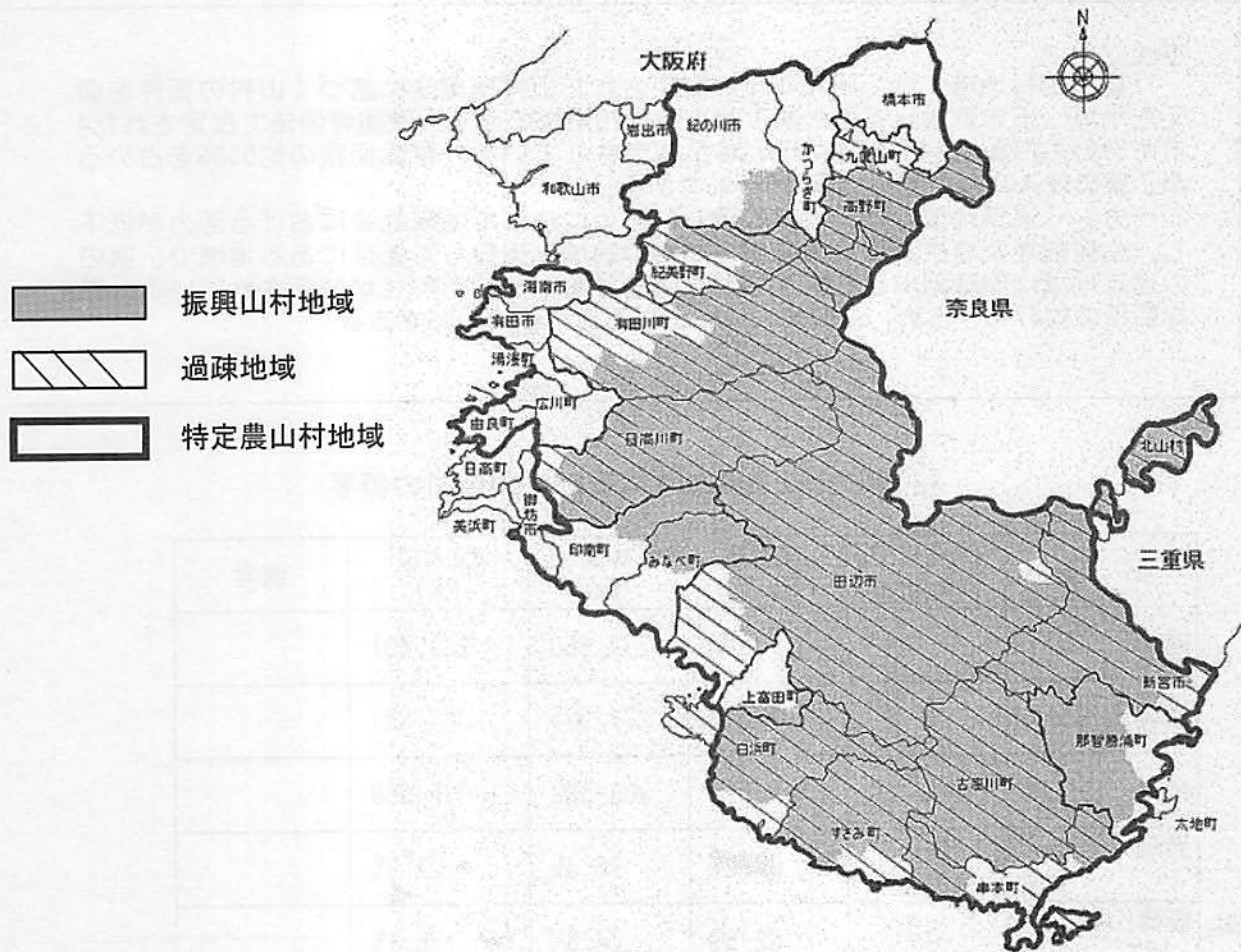 N
大阪府
橋本市
紀の川市
岩出市
かつらぎ町
九度山町
和歌山市
高野町
紀美野町
海南市
振興山村地域
奈良県
有田市
有田川町
過疎地域
湯浅町
広川町
由良町
特定農山村地域
日高川町
北山村
日高町
御坊市
美浜町
印南町
みなべ町
三重県
田辺市
新宮市
上富田町
那智勝浦町
白浜町
古座川町
太地町
すさみ町
串本町